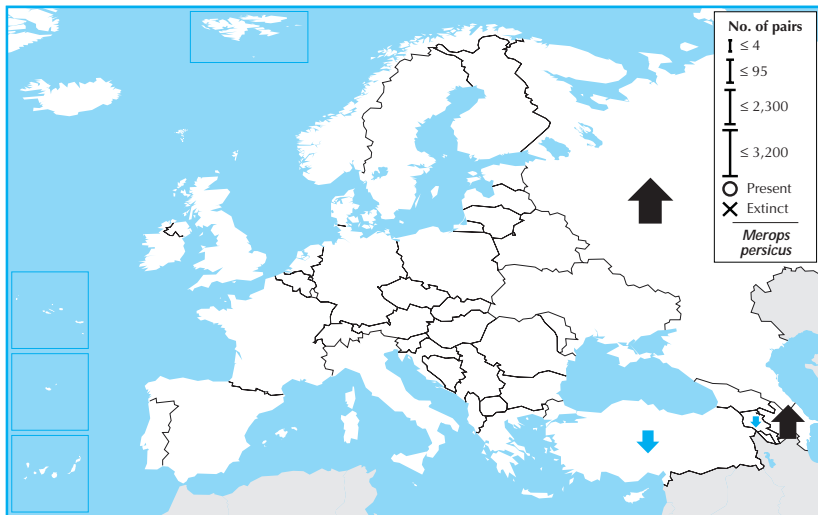 No. of pairs
≤ 4
≤ 95
≤ 2,300
≤ 3,200
Present
Extinct
Merops
persicus